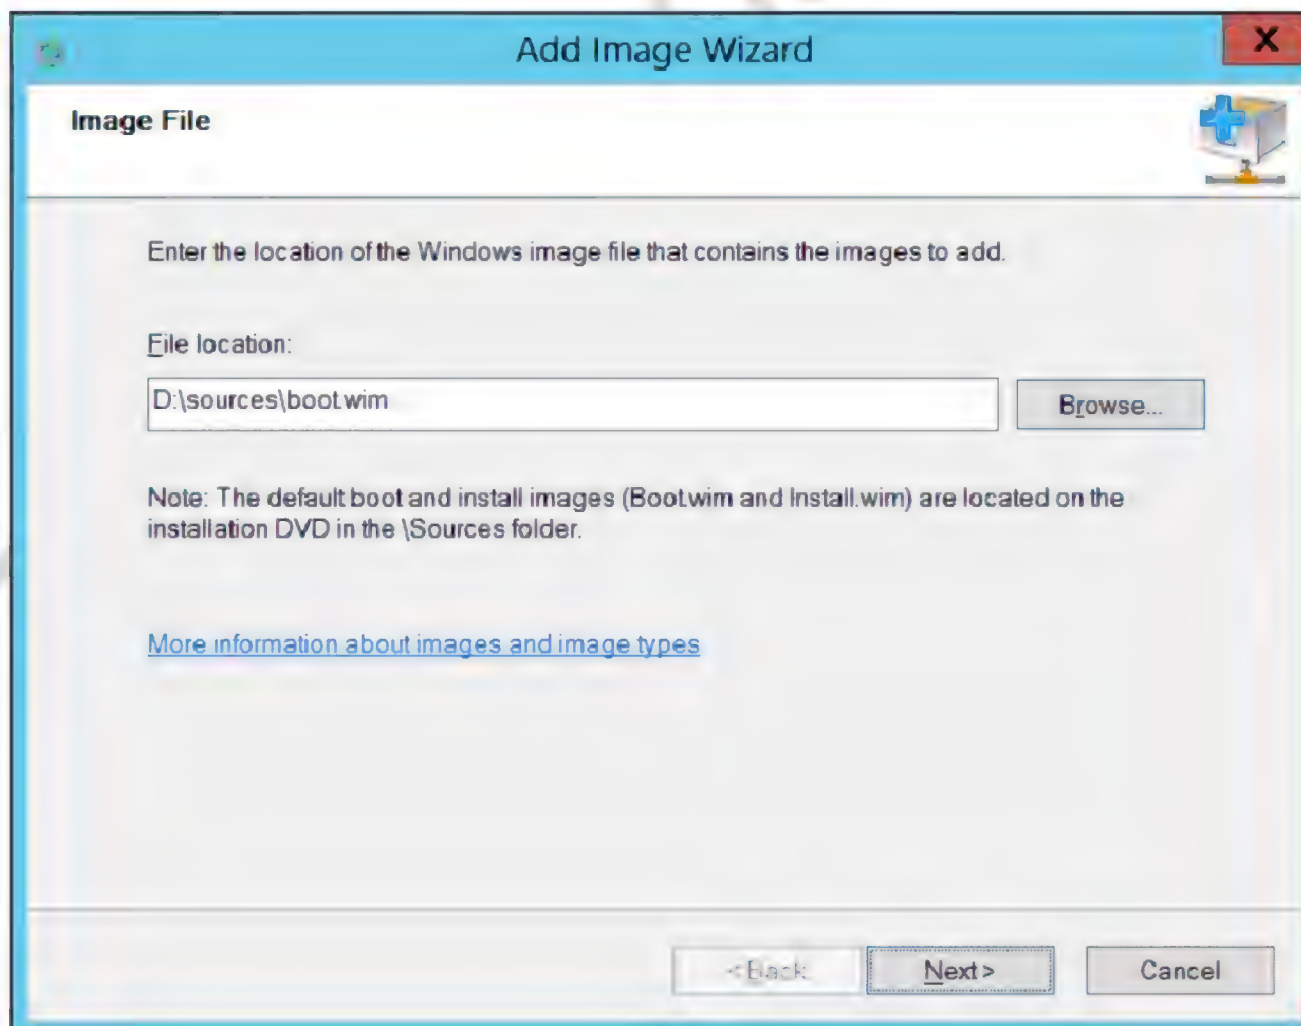 Add Image Wizard
X
Image File
Enter the location of the Windows image file that contains the images to add.
File location:
D:\sources\boot.wim
Browse...
Note: The default boot and install images (Boot.wim and Install.wim) are located on the
installation DVD in the \Sources folder.
More information about images and image types
< Back
Next >
Cancel